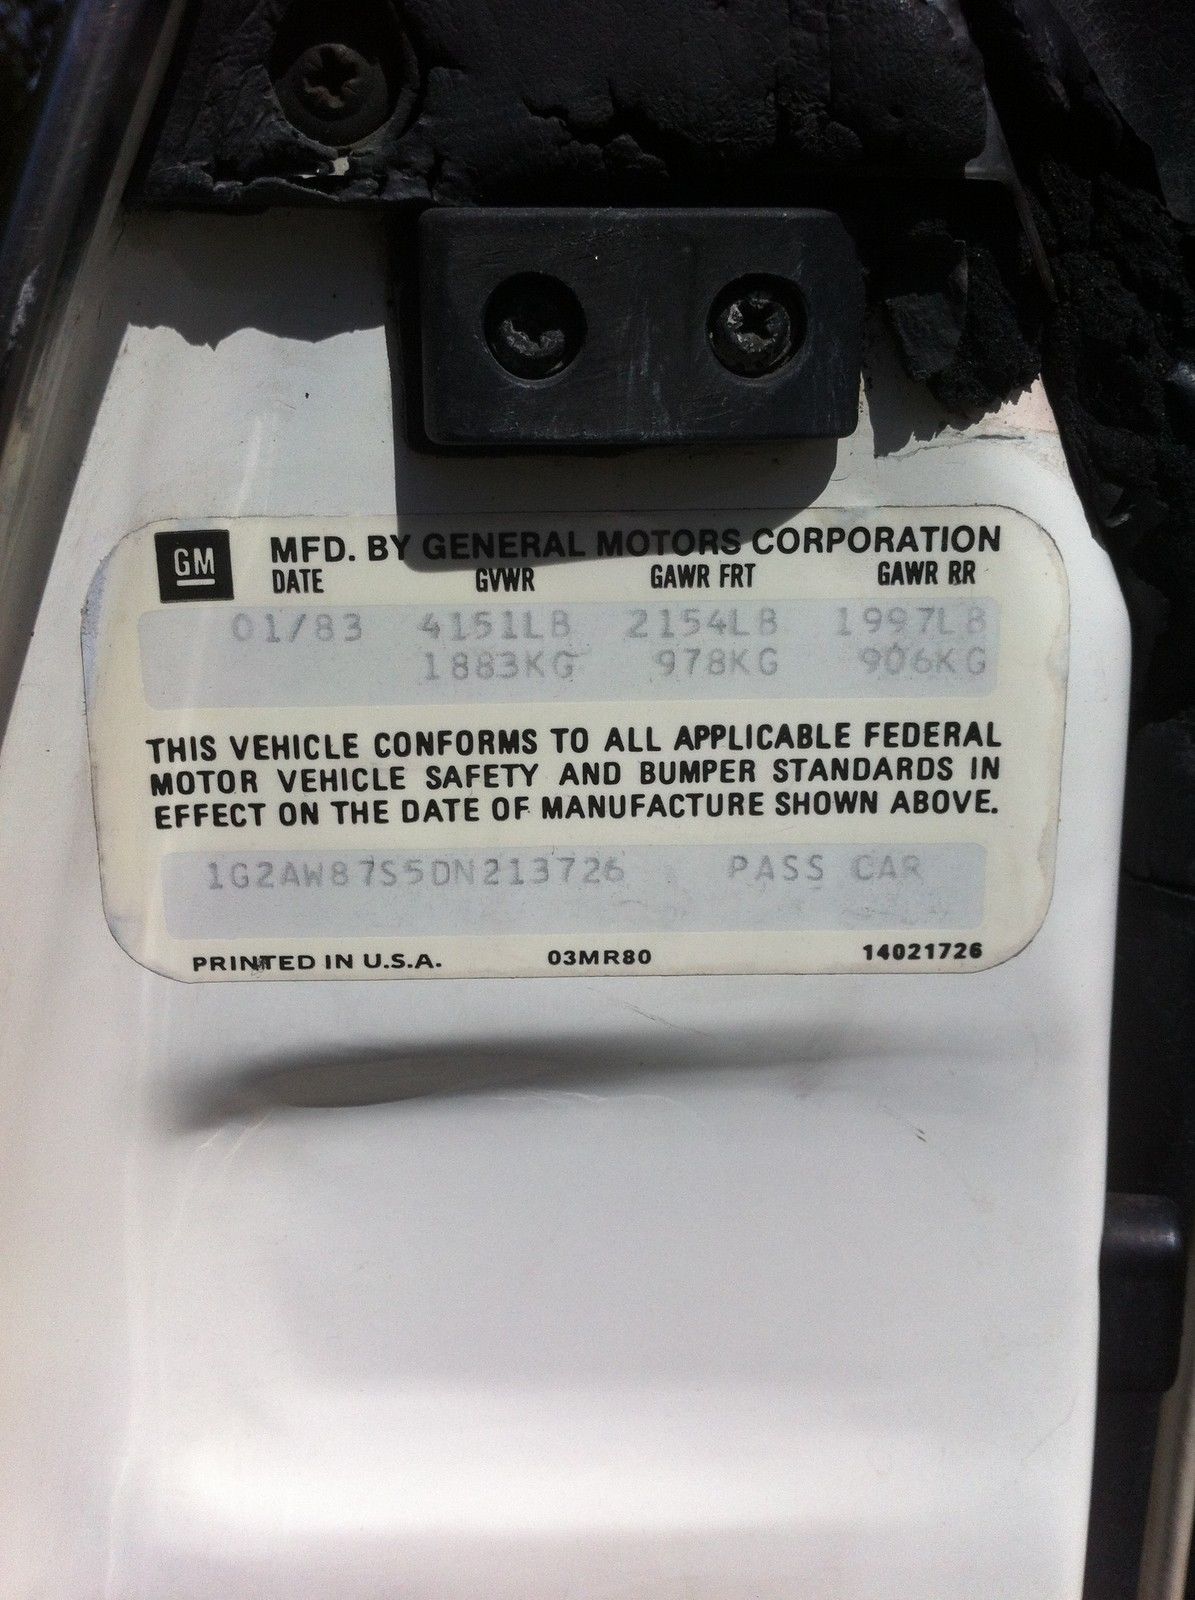 GM MFD. BY GENERAL MOTORS CORPORATION
DATE GVWR GAWR FRT GAWR RR
01/83 4151LB 2154LB 1997LB
1883KG 978KG 906KG
THIS VEHICLE CONFORMS TO ALL APPLICABLE FEDERAL
MOTOR VEHICLE SAFETY AND BUMPER STANDARDS IN
EFFECT ON THE DATE OF MANUFACTURE SHOWN ABOVE.
1G2AW87S5DN213726 PASS CAR
PRINTED IN U.S.A. 03MR80 14021726